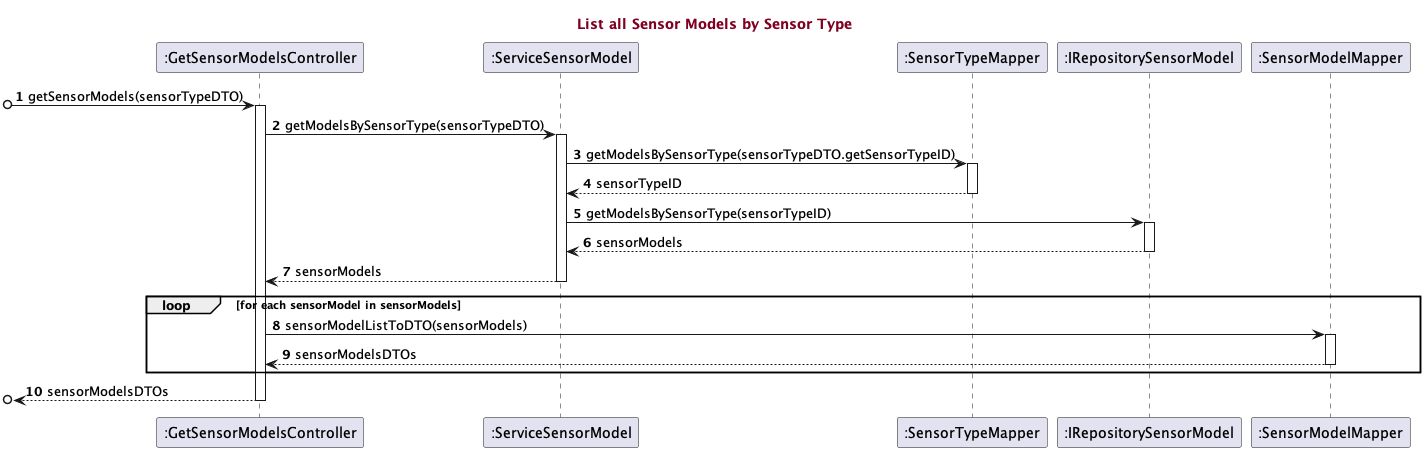 List all Sensor Models by Sensor Type
:GetSensorModelsController :ServiceSensorModel :SensorTypeMapper :IRepositorySensorModel :SensorModelMapper
1 getSensorModels(sensorTypeDTO)
2 getModelsBySensorType(sensorTypeDTO)
3 getModelsBySensorType(sensorTypeDTO.getSensorTypeID)
4 sensorTypeID
5 getModelsBySensorType(sensorTypeID)
6 sensorModels
7 sensorModels
loop [for each sensorModel in sensorModels]
8 sensorModelListToDTO(sensorModels)
9 sensorModelsDTOs
10 sensorModelsDTOs
:GetSensorModelsController :ServiceSensorModel :SensorTypeMapper :IRepositorySensorModel :SensorModelMapper